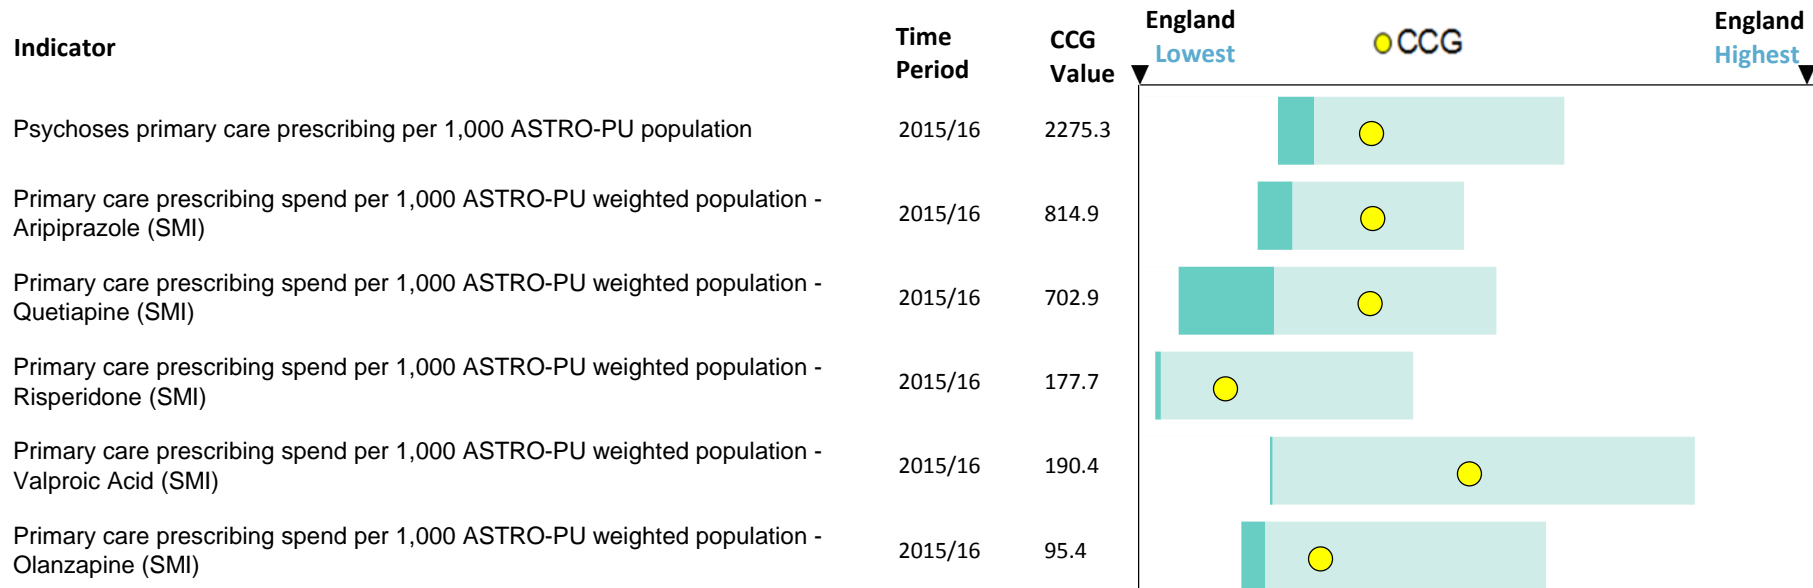 Indicator
Time
Period
CCG
Value
England
Lowest
CCG
England
Highest
Psychoses primary care prescribing per 1,000 ASTRO-PU population
2015/16
2275.3
Primary care prescribing spend per 1,000 ASTRO-PU weighted population -
Aripiprazole (SMI)
2015/16
814.9
Primary care prescribing spend per 1,000 ASTRO-PU weighted population -
Quetiapine (SMI)
2015/16
702.9
Primary care prescribing spend per 1,000 ASTRO-PU weighted population -
Risperidone (SMI)
2015/16
177.7
Primary care prescribing spend per 1,000 ASTRO-PU weighted population -
Valproic Acid (SMI)
2015/16
190.4
Primary care prescribing spend per 1,000 ASTRO-PU weighted population -
Olanzapine (SMI)
2015/16
95.4